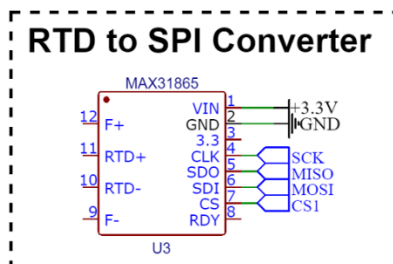 RTD to SPI Converter
MAX31865
12 F+ VIN 1 +3.3V
GND 2 GND
3.3 3
11 RTD+ CLK 4 SCK
SDO 5 MISO
10 RTD- SDI 6 MOSI
CS 7 CS1
9 F- RDY 8
U3